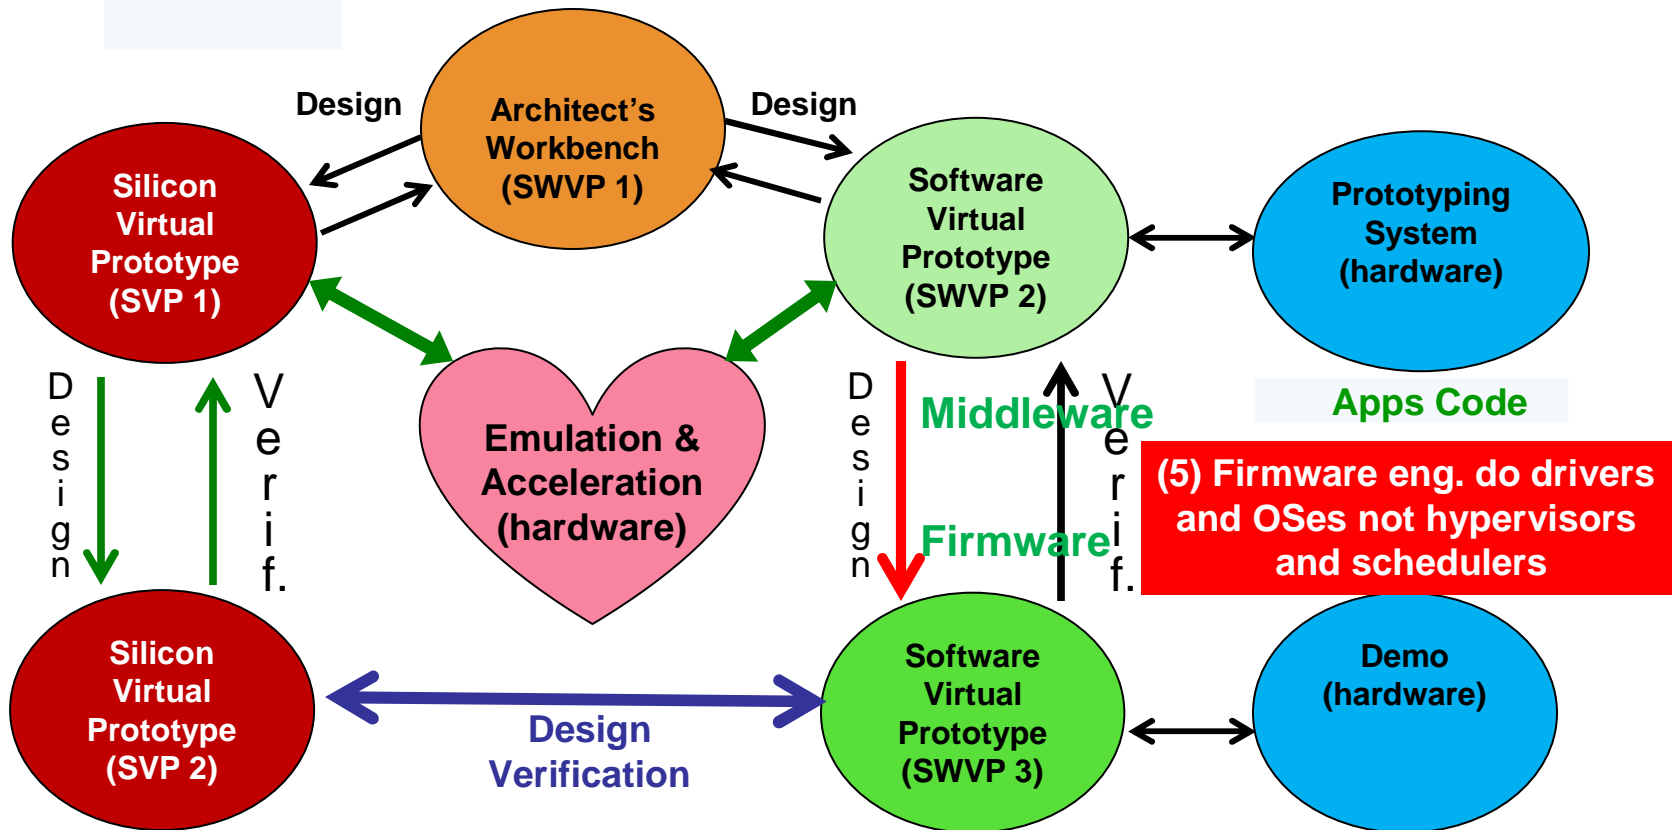 Design
Architect’s
Workbench
(SWVP 1)
Design
Silicon
Virtual
Prototype
(SVP 1)
Software
Virtual
Prototype
(SWVP 2)
Prototyping
System
(hardware)
Design
Verif.
Emulation &
Acceleration
(hardware)
Design
Middleware
Firmware
Verif.
Apps Code
(5) Firmware eng. do drivers
and OSes not hypervisors
and schedulers
Silicon
Virtual
Prototype
(SVP 2)
Design
Verification
Software
Virtual
Prototype
(SWVP 3)
Demo
(hardware)